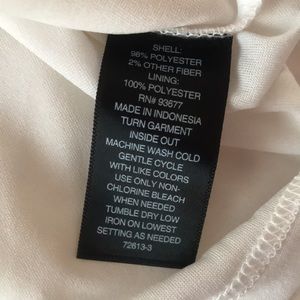 SHELL:
98% POLYESTER
2% OTHER FIBER
LINING:
100% POLYESTER
RN# 93677
MADE IN INDONESIA
TURN GARMENT
INSIDE OUT
MACHINE WASH COLD
GENTLE CYCLE
WITH LIKE COLORS
USE ONLY NON-
CHLORINE BLEACH
WHEN NEEDED
TUMBLE DRY LOW
IRON ON LOWEST
SETTING AS NEEDED
72613-3